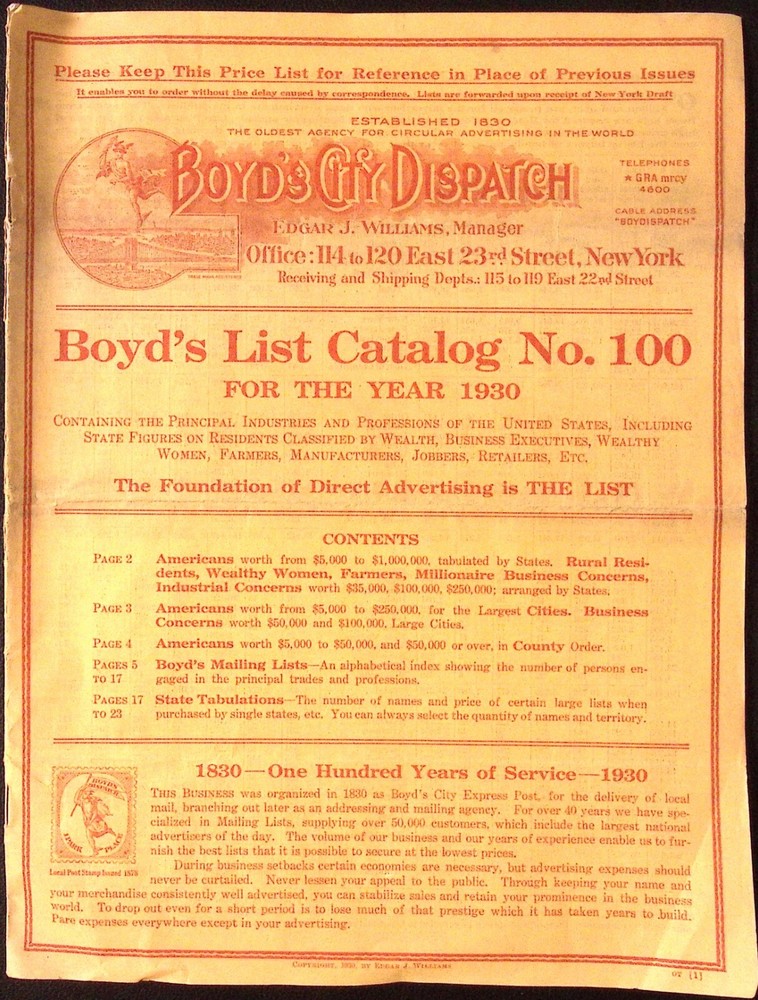 Please Keep This Price List for Reference in Place of Previous Issues
It enables you to order without the delay caused by correspondence. Lists are forwarded upon receipt of New York Draft
ESTABLISHED 1830
THE OLDEST AGENCY FOR CIRCULAR ADVERTISING IN THE WORLD
BOYD'S CITY DISPATCH
TELEPHONES
★ GRA mrcy
4600
CABLE ADDRESS
"BOYDISPATCH"
EDGAR J. WILLIAMS, Manager
Office: 114 to 120 East 23rd Street, New York
TRADE MARK REGISTERED
Receiving and Shipping Depts.: 115 to 119 East 22nd Street
Boyd's List Catalog No. 100
FOR THE YEAR 1930
CONTAINING THE PRINCIPAL INDUSTRIES AND PROFESSIONS OF THE UNITED STATES, INCLUDING
STATE FIGURES ON RESIDENTS CLASSIFIED BY WEALTH, BUSINESS EXECUTIVES, WEALTHY
WOMEN, FARMERS, MANUFACTURERS, JOBBERS, RETAILERS, ETC.
The Foundation of Direct Advertising is THE LIST
CONTENTS
PAGE 2 Americans worth from $5,000 to $1,000,000, tabulated by States. Rural Resi-
dents, Wealthy Women, Farmers, Millionaire Business Concerns,
Industrial Concerns worth $35,000, $100,000, $250,000; arranged by States.
PAGE 3 Americans worth from $5,000 to $250,000, for the Largest Cities. Business
Concerns worth $50,000 and $100,000, Large Cities.
PAGE 4 Americans worth $5,000 to $50,000, and $50,000 or over, in County Order.
PAGES 5 Boyd's Mailing Lists—An alphabetical index showing the number of persons en-
TO 17 gaged in the principal trades and professions.
PAGES 17 State Tabulations—The number of names and price of certain large lists when
TO 23 purchased by single states, etc. You can always select the quantity of names and territory.
1830—One Hundred Years of Service—1930
BOYD'S
DISPATCH
1 PARK
PLACE
Local Post Stamp Issued 1878
THIS BUSINESS was organized in 1830 as Boyd's City Express Post, for the delivery of local
mail, branching out later as an addressing and mailing agency. For over 40 years we have spe-
cialized in Mailing Lists, supplying over 50,000 customers, which include the largest national
advertisers of the day. The volume of our business and our years of experience enable us to fur-
nish the best lists that it is possible to secure at the lowest prices.
During business setbacks certain economies are necessary, but advertising expenses should
never be curtailed. Never lessen your appeal to the public. Through keeping your name and
your merchandise consistently well advertised, you can stabilize sales and retain your prominence in the business
world. To drop out even for a short period is to lose much of that prestige which it has taken years to build.
Pare expenses everywhere except in your advertising.
COPYRIGHT, 1930, BY EDGAR J. WILLIAMS
[1]